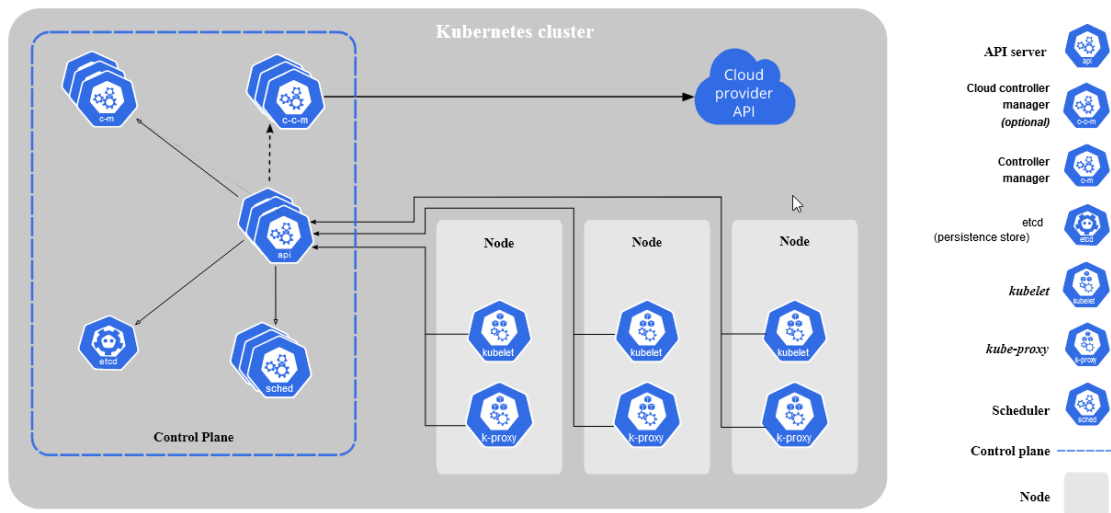 Kubernetes cluster
c-m
c-c-m
Cloud
provider
API
api
etcd
sched
Control Plane
Node
kubelet
k-proxy
Node
kubelet
k-proxy
Node
kubelet
k-proxy
API server
api
Cloud controller
manager
(optional)
c-c-m
Controller
manager
c-m
etcd
(persistence store)
etcd
kubelet
kubelet
kube-proxy
k-proxy
Scheduler
sched
Control plane
Node